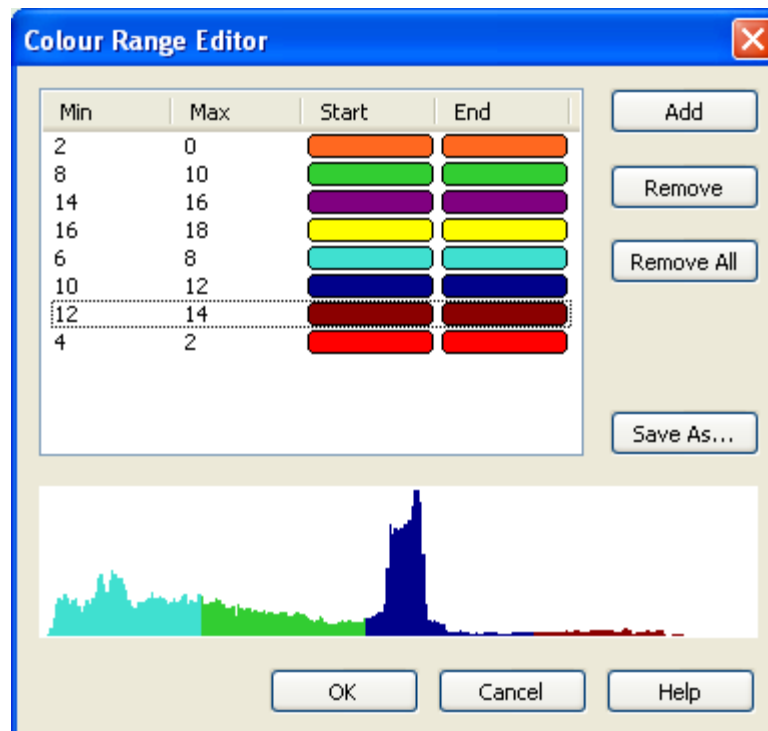 Colour Range Editor
Min Max Start End
2 0
8 10
14 16
16 18
6 8
10 12
12 14
4 2
Add
Remove
Remove All
Save As...
OK Cancel Help